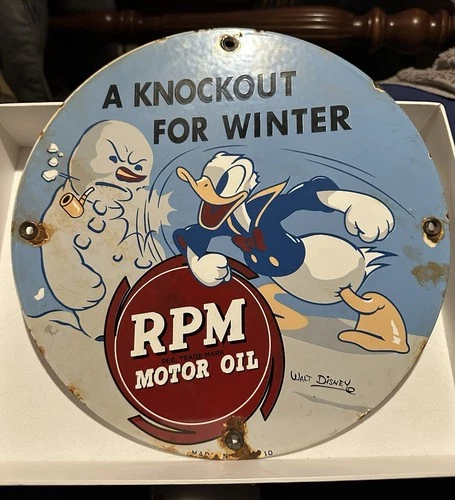 A KNOCKOUT
FOR WINTER
RPM
REG. TRADE MARK
MOTOR OIL
WALT DISNEY